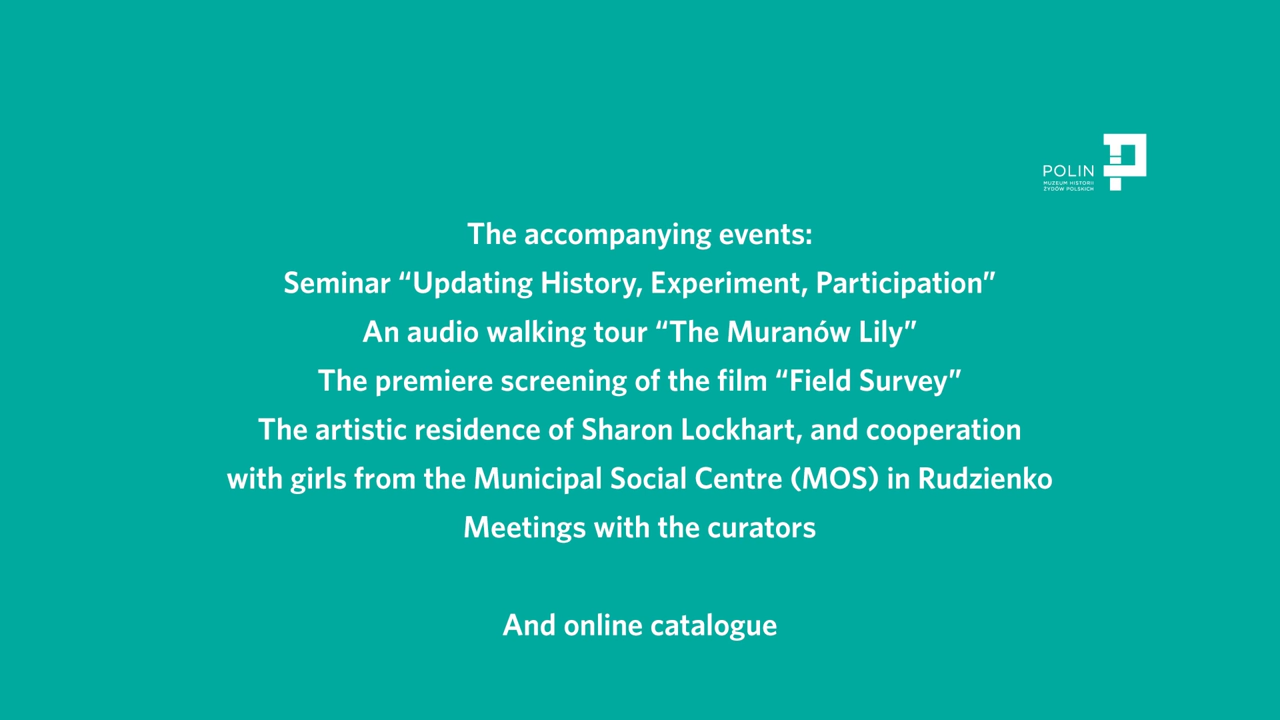 POLIN
MUZEUM HISTORII
ŻYDÓW POLSKICH
The accompanying events:
Seminar “Updating History, Experiment, Participation”
An audio walking tour “The Muranów Lily”
The premiere screening of the film “Field Survey”
The artistic residence of Sharon Lockhart, and cooperation
with girls from the Municipal Social Centre (MOS) in Rudzienko
Meetings with the curators
And online catalogue